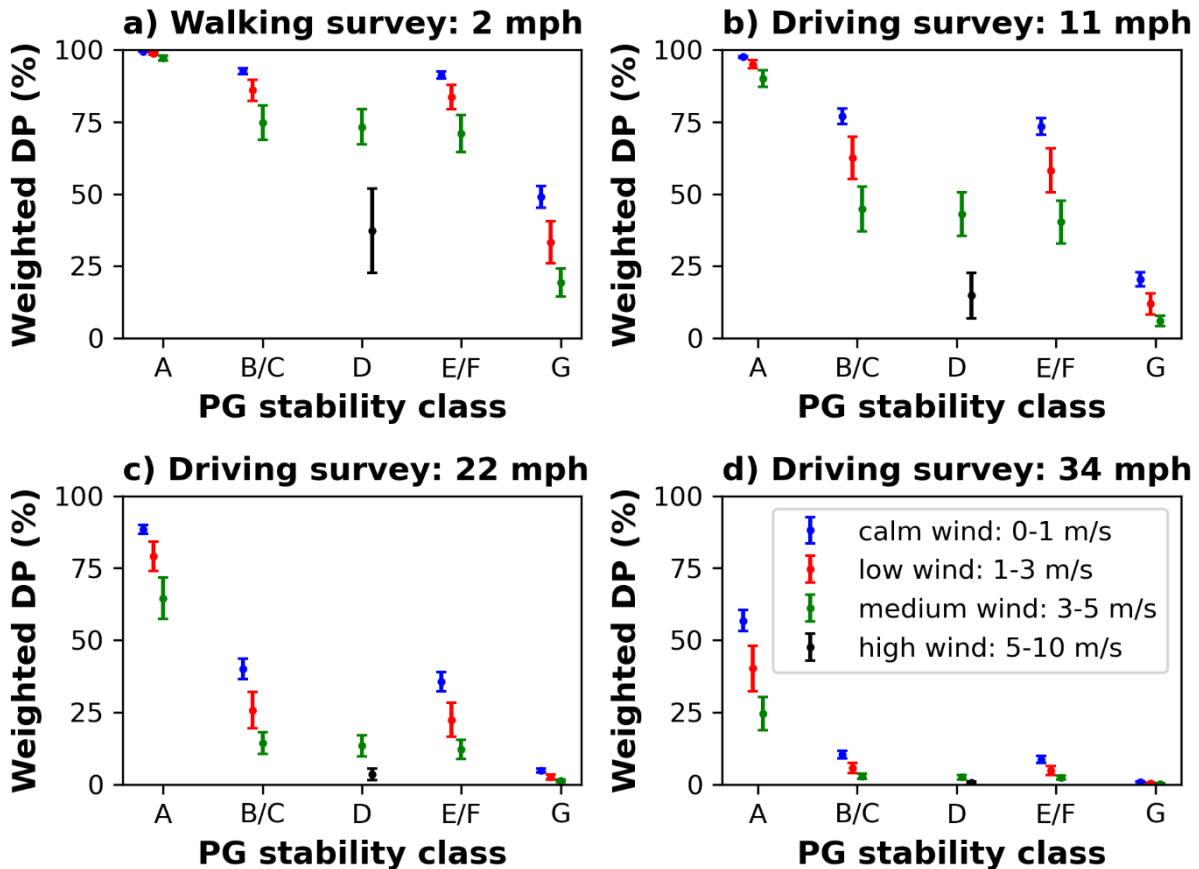 a) Walking survey: 2 mph
Weighted DP (%)
100
75
50
25
0
A B/C D E/F G
PG stability class
b) Driving survey: 11 mph
Weighted DP (%)
100
75
50
25
0
A B/C D E/F G
PG stability class
c) Driving survey: 22 mph
Weighted DP (%)
100
75
50
25
0
A B/C D E/F G
PG stability class
d) Driving survey: 34 mph
Weighted DP (%)
100
75
50
25
0
calm wind: 0-1 m/s
low wind: 1-3 m/s
medium wind: 3-5 m/s
high wind: 5-10 m/s
A B/C D E/F G
PG stability class